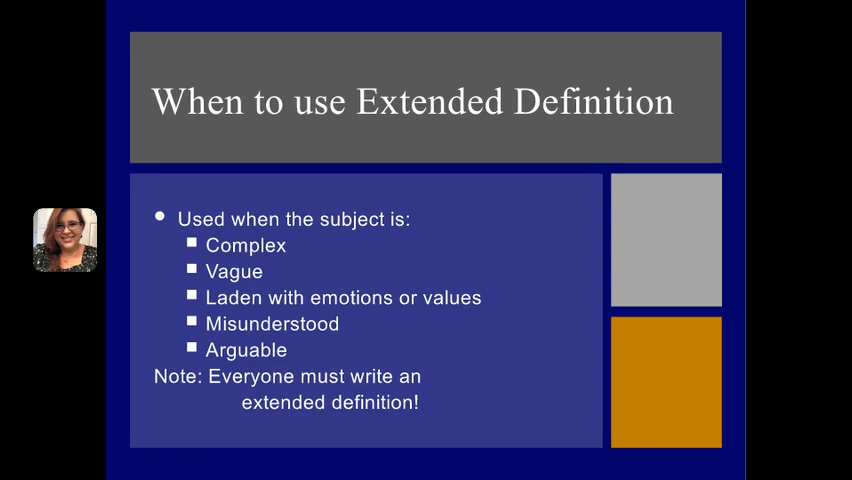 When to use Extended Definition
Used when the subject is:
Complex
Vague
Laden with emotions or values
Misunderstood
Arguable
Note: Everyone must write an
extended definition!